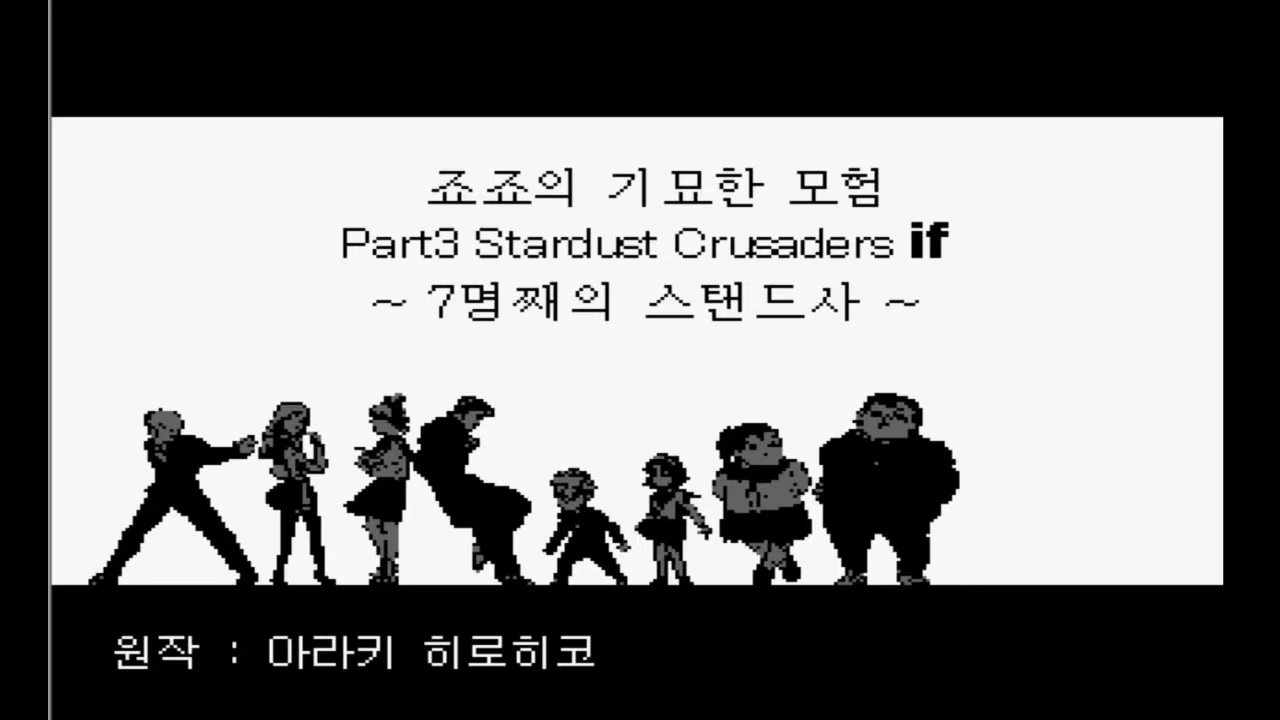 죠죠의 기묘한 모험
Part3 Stardust Crusaders if
~ 7명째의 스탠드사 ~
원작 : 아라키 히로히코